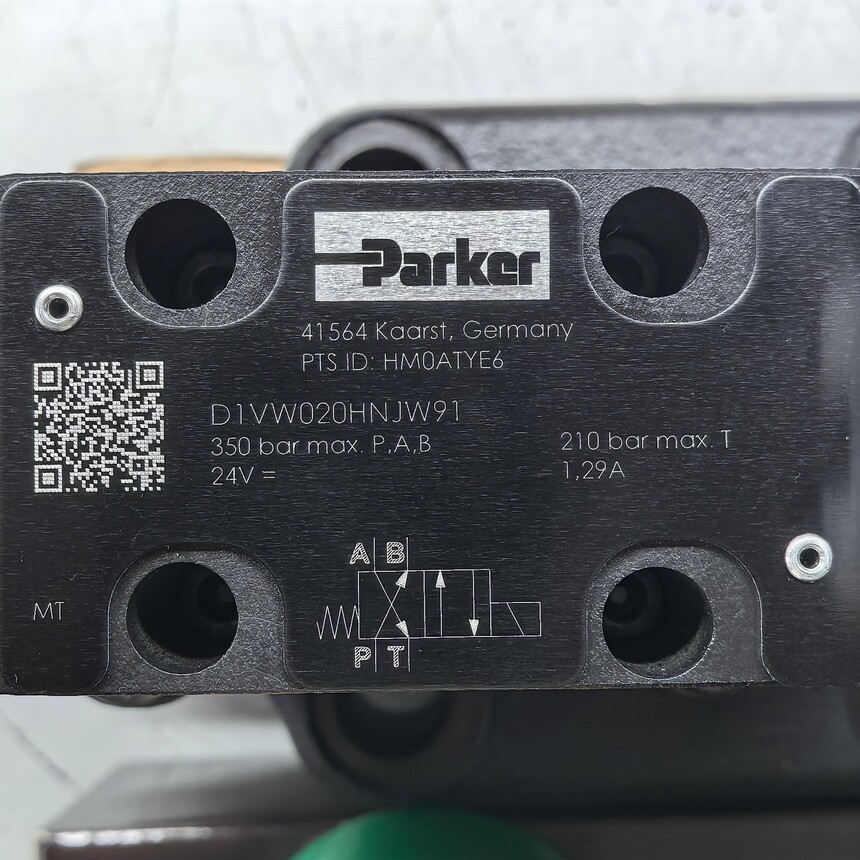 Parker
41564 Kaarst, Germany
PTS ID: HM0ATYE6
D1VW020HNJW91
350 bar max. P,A,B 210 bar max. T
24V = 1,29A
A B
MT
P T